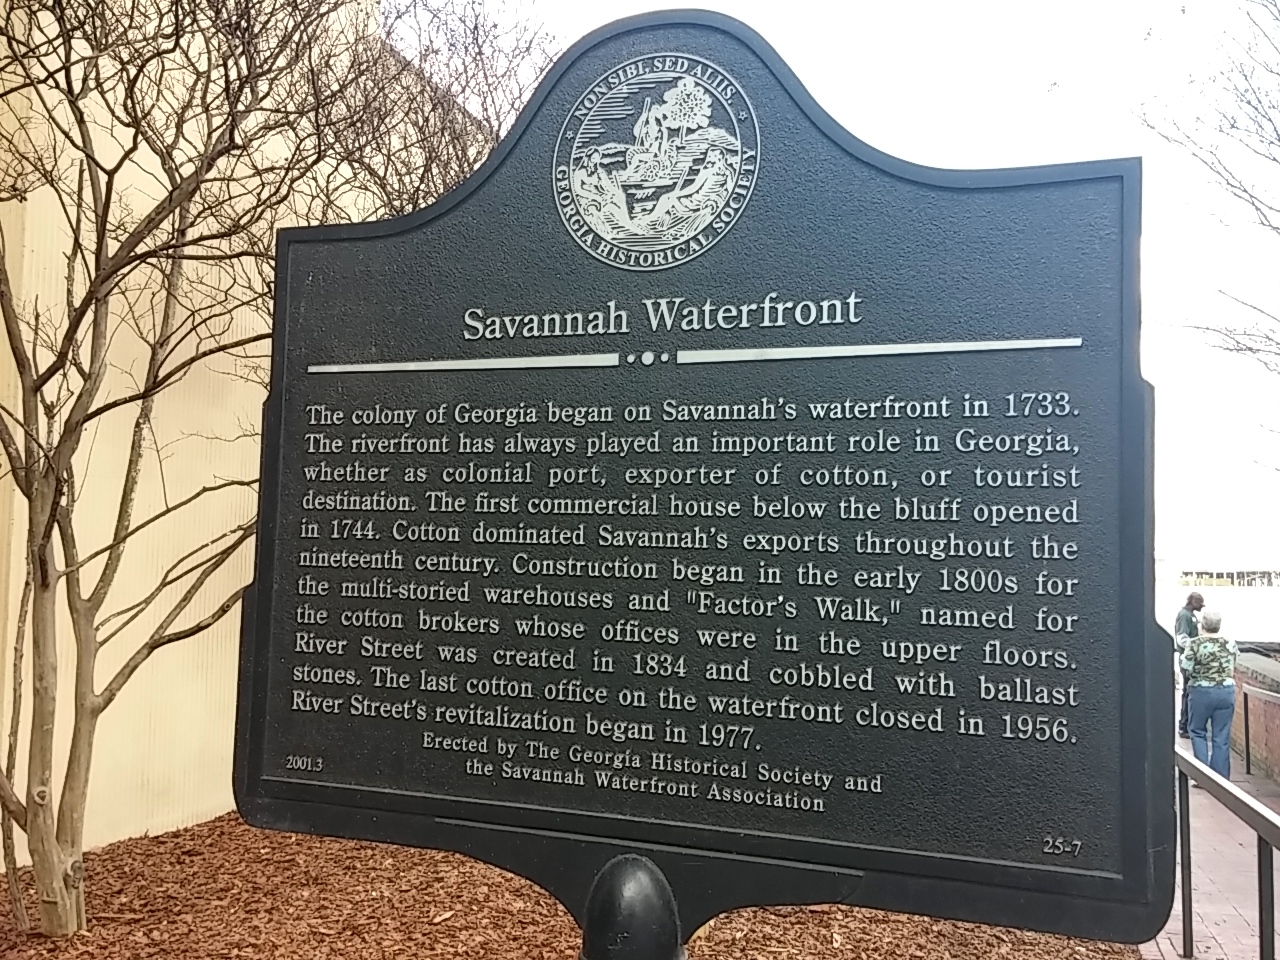 NON SIBI, SED ALIIS.
GEORGIA HISTORICAL SOCIETY
Savannah Waterfront
The colony of Georgia began on Savannah's waterfront in 1733.
The riverfront has always played an important role in Georgia,
whether as colonial port, exporter of cotton, or tourist
destination. The first commercial house below the bluff opened
in 1744. Cotton dominated Savannah's exports throughout the
nineteenth century. Construction began in the early 1800s for
the multi-storied warehouses and "Factor's Walk," named for
the cotton brokers whose offices were in the upper floors.
River Street was created in 1834 and cobbled with ballast
stones. The last cotton office on the waterfront closed in 1956.
River Street's revitalization began in 1977.
Erected by The Georgia Historical Society and
the Savannah Waterfront Association
2001.3
25-7